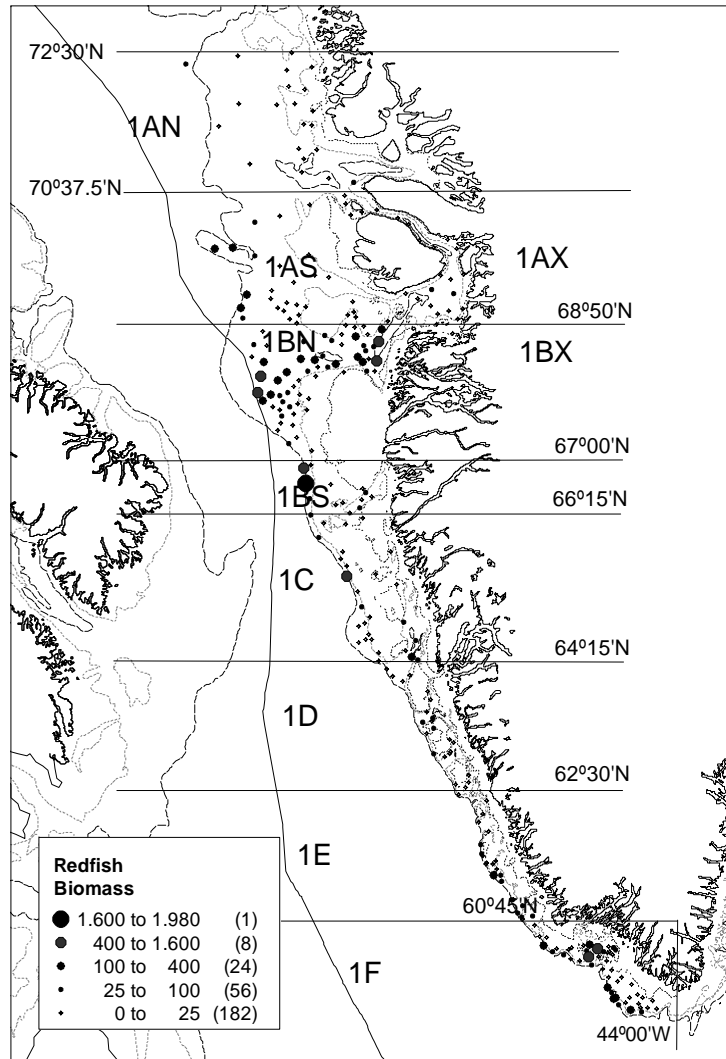 72º30'N
1AN
70º37.5'N
1AS
1AX
68º50'N
1BN
1BX
67º00'N
1BS
66º15'N
1C
64º15'N
1D
62º30'N
1E
Redfish
Biomass
1.600 to 1.980 (1)
400 to 1.600 (8)
100 to 400 (24)
25 to 100 (56)
0 to 25 (182)
60º45'N
1F
44º00'W